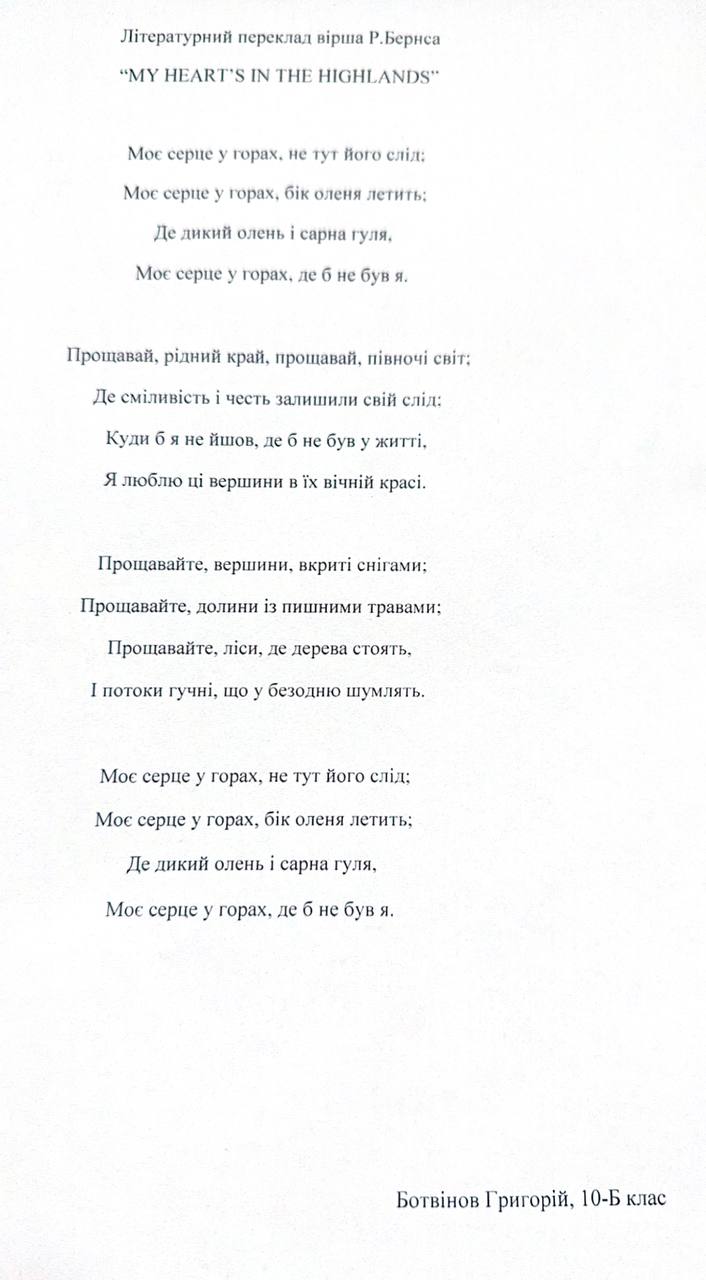 Літературний переклад вірша Р.Бернса
“MY HEART’S IN THE HIGHLANDS”
Моє серце у горах, не тут його слід;
Моє серце у горах, бік оленя летить;
Де дикий олень і сарна гуля,
Моє серце у горах, де б не був я.
Прощавай, рідний край, прощавай, півночі світ;
Де сміливість і честь залишили свій слід;
Куди б я не йшов, де б не був у житті,
Я люблю ці вершини в їх вічній красі.
Прощавайте, вершини, вкриті снігами;
Прощавайте, долини із пишними травами;
Прощавайте, ліси, де дерева стоять,
І потоки гучні, що у безодню шумлять.
Моє серце у горах, не тут його слід;
Моє серце у горах, бік оленя летить;
Де дикий олень і сарна гуля,
Моє серце у горах, де б не був я.
Ботвінов Григорій, 10-Б клас